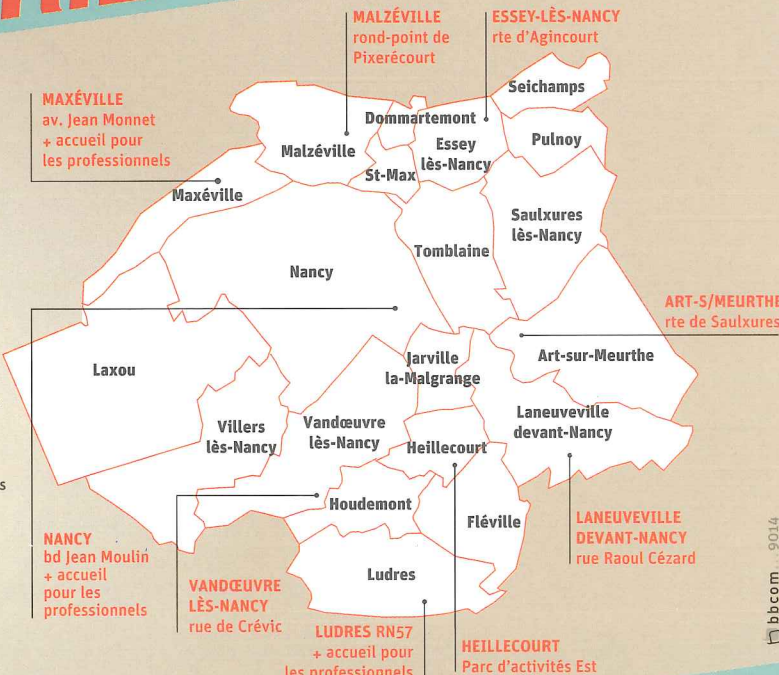 MALZÉVILLE
rond-point de
Pixerécourt
ESSEY-LÈS-NANCY
rte d'Agincourt
MAXÉVILLE
av. Jean Monnet
+ accueil pour
les professionnels
Seichamps
Dommartemont
Pulnoy
Malzéville
Essey
lès-Nancy
St-Max
Maxéville
Saulxures
lès-Nancy
Tomblaine
Nancy
ART-S/MEURTHE
rte de Saulxures
Laxou
Jarville
la-Malgrange
Art-sur-Meurthe
Villers
lès-Nancy
Vandœuvre
lès-Nancy
Laneuveville
devant-Nancy
Heillecourt
s
Houdemont
Fléville
Ludres
NANCY
bd Jean Moulin
+ accueil
pour les
professionnels
VANDŒUVRE
LÈS-NANCY
rue de Crévic
LANEUVEVILLE
DEVANT-NANCY
rue Raoul Cézard
LUDRES RN57
+ accueil pour
les professionnels
HEILLECOURT
Parc d'activités Est
bbcom 9014